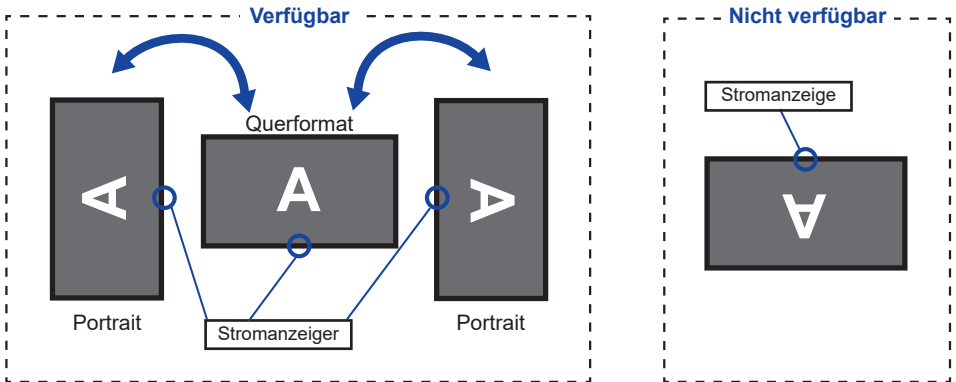 Verfügbar
Nicht verfügbar
Stromanzeige
Querformat
A
A
A
A
Portrait
Portrait
Stromanzeiger